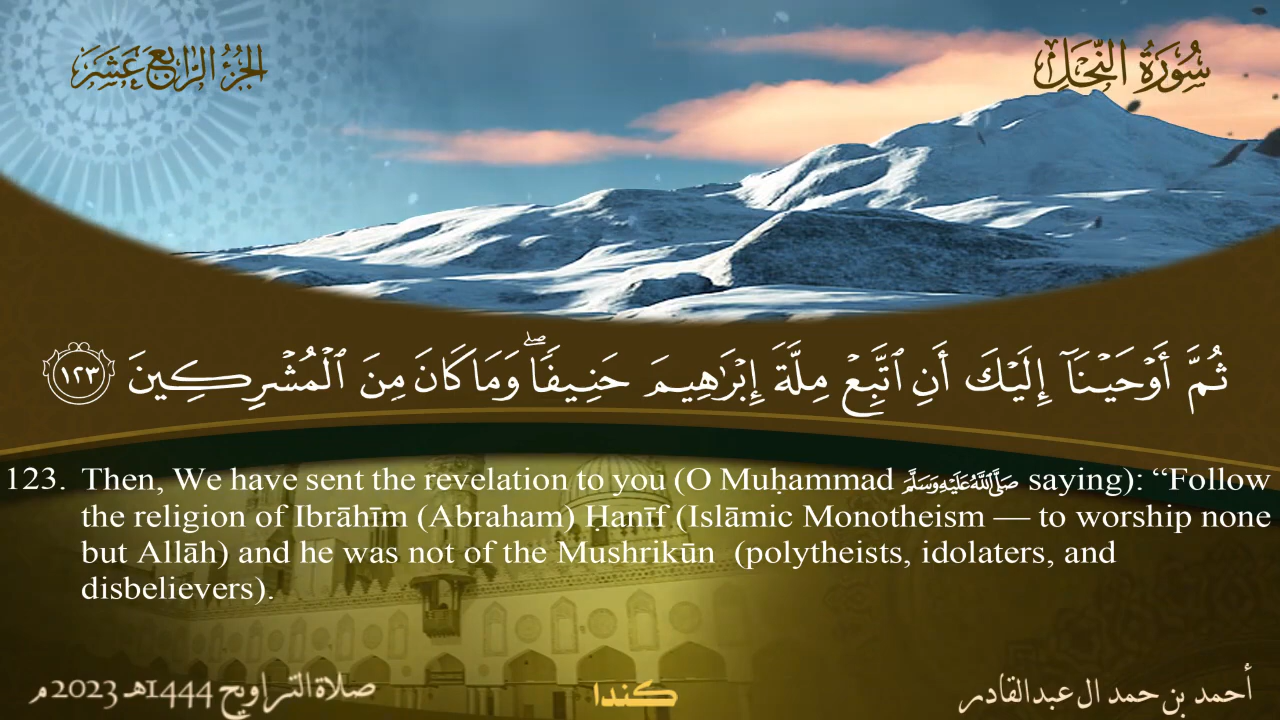 سُورَةُ النَّحْلِ
الجُزْءُ الرَّابِعَ عَشَرَ
ثُمَّ أَوْحَيْنَآ إِلَيْكَ أَنِ ٱتَّبِعْ مِلَّةَ إِبْرَٰهِيمَ حَنِيفًا ۖ وَمَا كَانَ مِنَ ٱلْمُشْرِكِينَ ١٢٣
123. Then, We have sent the revelation to you (O Muḥammad ﷺ saying): “Follow
the religion of Ibrāhīm (Abraham) Ḥanīf (Islāmic Monotheism — to worship none
but Allāh) and he was not of the Mushrikūn (polytheists, idolaters, and
disbelievers).
أحمد بن حمد ال عبدالقادر
كندا
صلاة التراويح 1444هـ 2023م